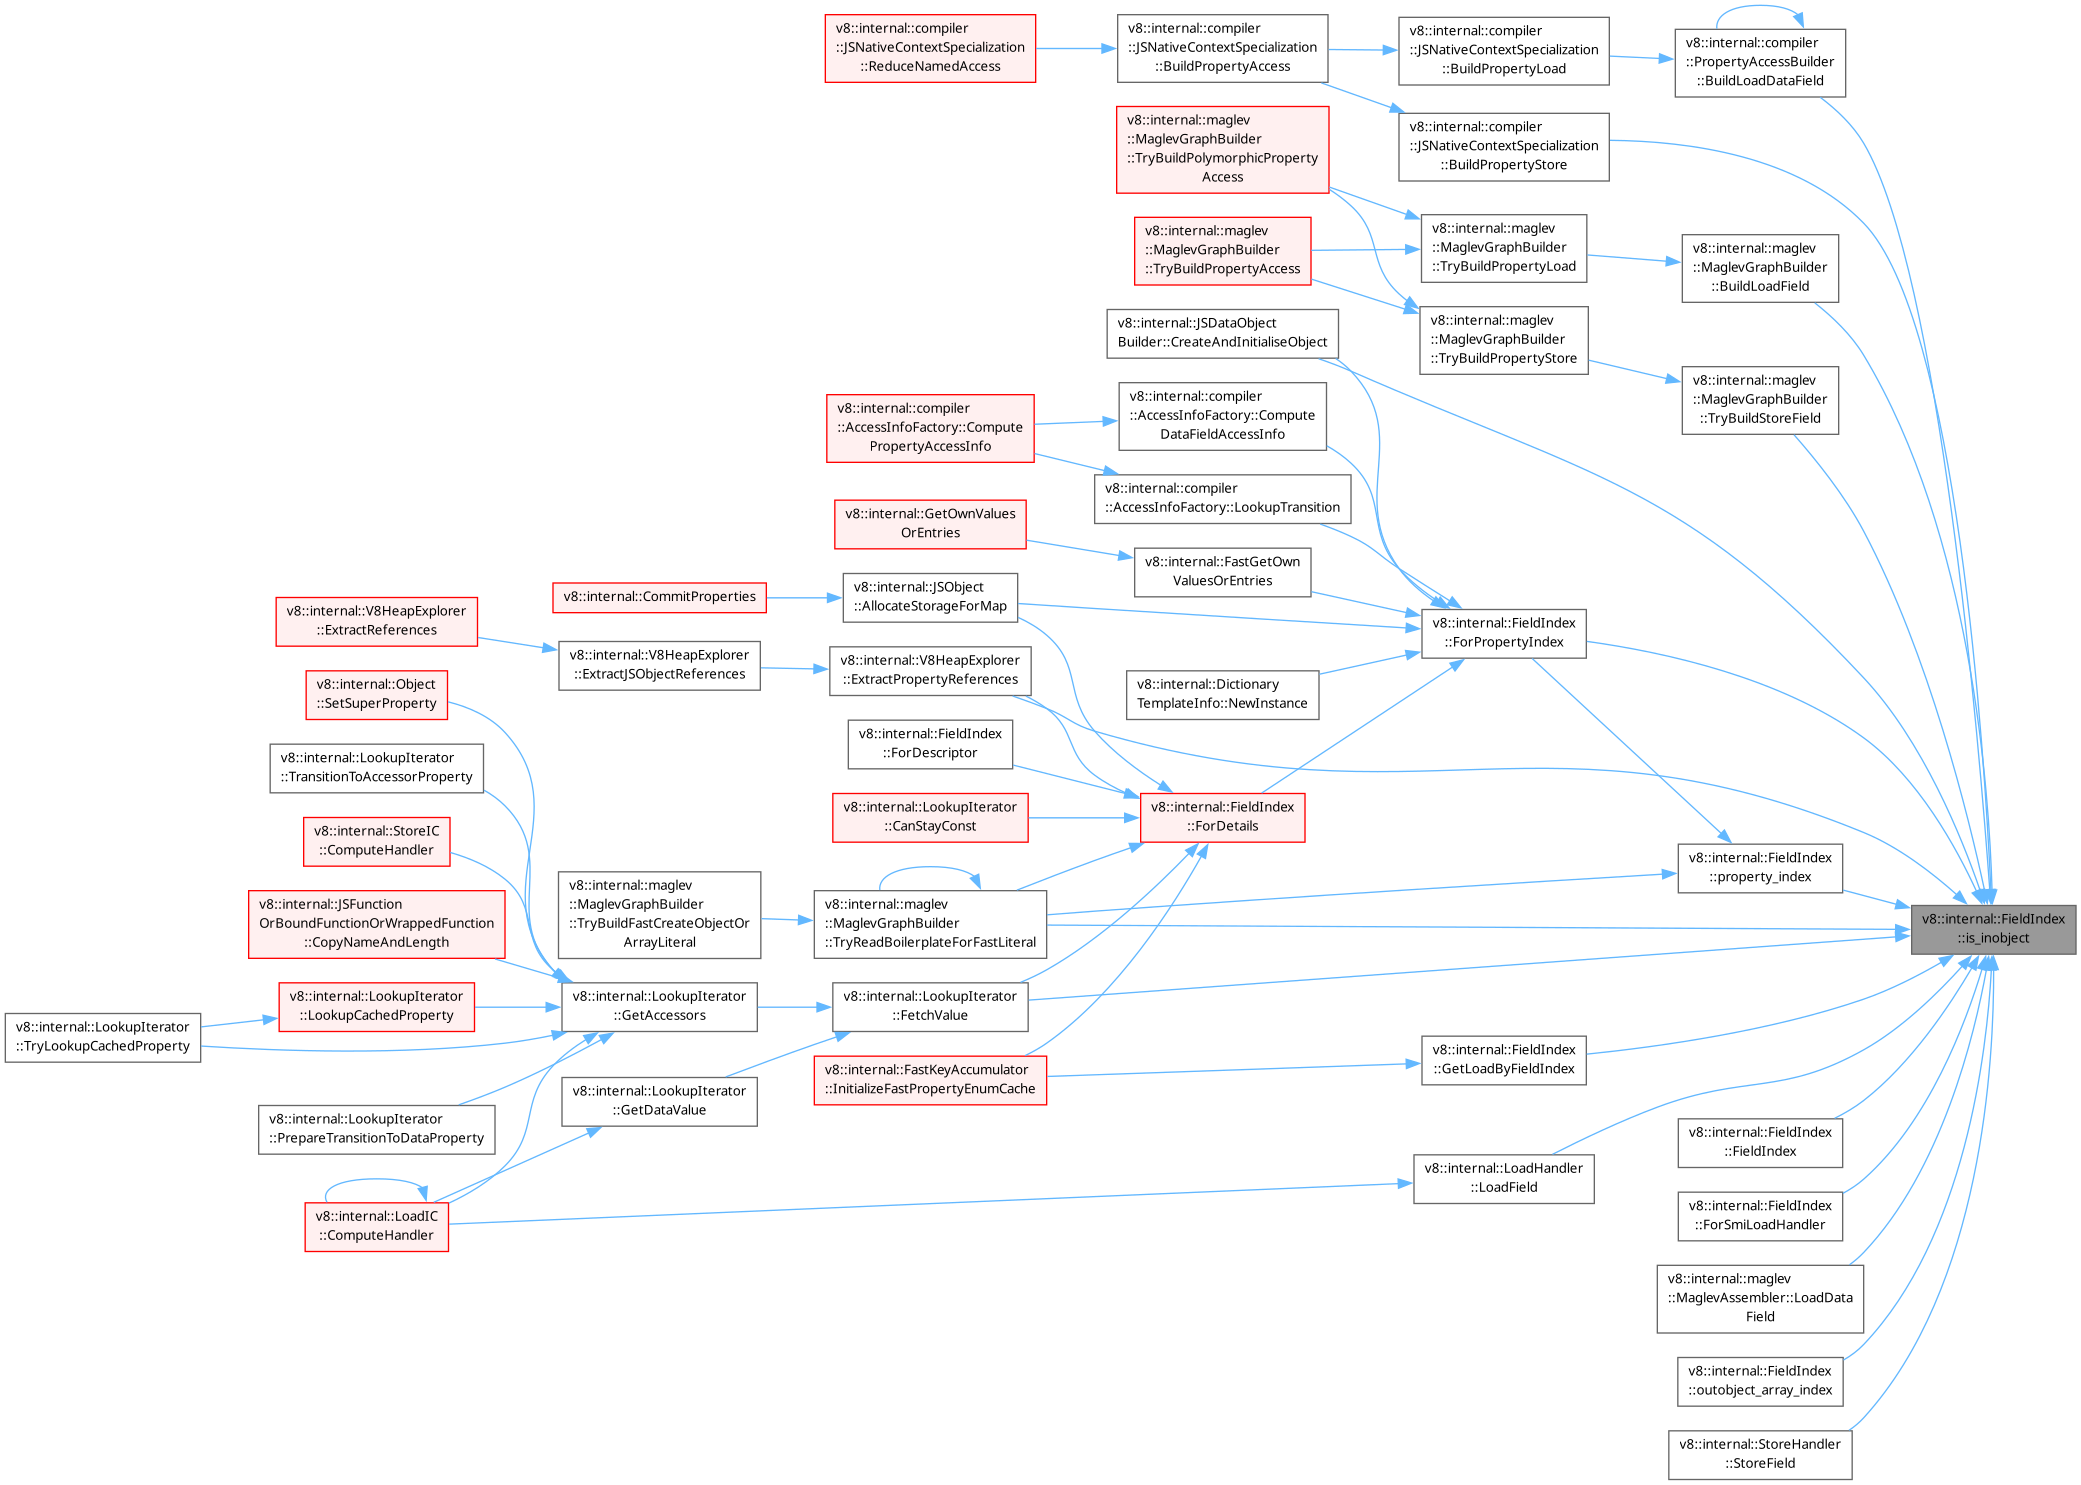 v8::internal::compiler
::JSNativeContextSpecialization
::ReduceNamedAccess
v8::internal::compiler
::JSNativeContextSpecialization
::BuildPropertyAccess
v8::internal::compiler
::JSNativeContextSpecialization
::BuildPropertyLoad
v8::internal::compiler
::PropertyAccessBuilder
::BuildLoadDataField
v8::internal::maglev
::MaglevGraphBuilder
::TryBuildPolymorphicProperty
Access
v8::internal::compiler
::JSNativeContextSpecialization
::BuildPropertyStore
v8::internal::maglev
::MaglevGraphBuilder
::TryBuildPropertyAccess
v8::internal::maglev
::MaglevGraphBuilder
::TryBuildPropertyLoad
v8::internal::maglev
::MaglevGraphBuilder
::BuildLoadField
v8::internal::JSDataObject
Builder::CreateAndInitialiseObject
v8::internal::maglev
::MaglevGraphBuilder
::TryBuildPropertyStore
v8::internal::maglev
::MaglevGraphBuilder
::TryBuildStoreField
v8::internal::compiler
::AccessInfoFactory::Compute
PropertyAccessInfo
v8::internal::compiler
::AccessInfoFactory::Compute
DataFieldAccessInfo
v8::internal::compiler
::AccessInfoFactory::LookupTransition
v8::internal::GetOwnValues
OrEntries
v8::internal::FastGetOwn
ValuesOrEntries
v8::internal::V8HeapExplorer
::ExtractReferences
v8::internal::CommitProperties
v8::internal::JSObject
::AllocateStorageForMap
v8::internal::FieldIndex
::ForPropertyIndex
v8::internal::V8HeapExplorer
::ExtractJSObjectReferences
v8::internal::V8HeapExplorer
::ExtractPropertyReferences
v8::internal::Dictionary
TemplateInfo::NewInstance
v8::internal::Object
::SetSuperProperty
v8::internal::FieldIndex
::ForDescriptor
v8::internal::LookupIterator
::TransitionToAccessorProperty
v8::internal::LookupIterator
::CanStayConst
v8::internal::FieldIndex
::ForDetails
v8::internal::StoreIC
::ComputeHandler
v8::internal::FieldIndex
::property_index
v8::internal::JSFunction
OrBoundFunctionOrWrappedFunction
::CopyNameAndLength
v8::internal::maglev
::MaglevGraphBuilder
::TryBuildFastCreateObjectOr
ArrayLiteral
v8::internal::maglev
::MaglevGraphBuilder
::TryReadBoilerplateForFastLiteral
v8::internal::FieldIndex
::is_inobject
v8::internal::LookupIterator
::TryLookupCachedProperty
v8::internal::LookupIterator
::LookupCachedProperty
v8::internal::LookupIterator
::GetAccessors
v8::internal::LookupIterator
::FetchValue
v8::internal::FastKeyAccumulator
::InitializeFastPropertyEnumCache
v8::internal::FieldIndex
::GetLoadByFieldIndex
v8::internal::LookupIterator
::PrepareTransitionToDataProperty
v8::internal::LookupIterator
::GetDataValue
v8::internal::FieldIndex
::FieldIndex
v8::internal::LoadHandler
::LoadField
v8::internal::LoadIC
::ComputeHandler
v8::internal::FieldIndex
::ForSmiLoadHandler
v8::internal::maglev
::MaglevAssembler::LoadData
Field
v8::internal::FieldIndex
::outobject_array_index
v8::internal::StoreHandler
::StoreField